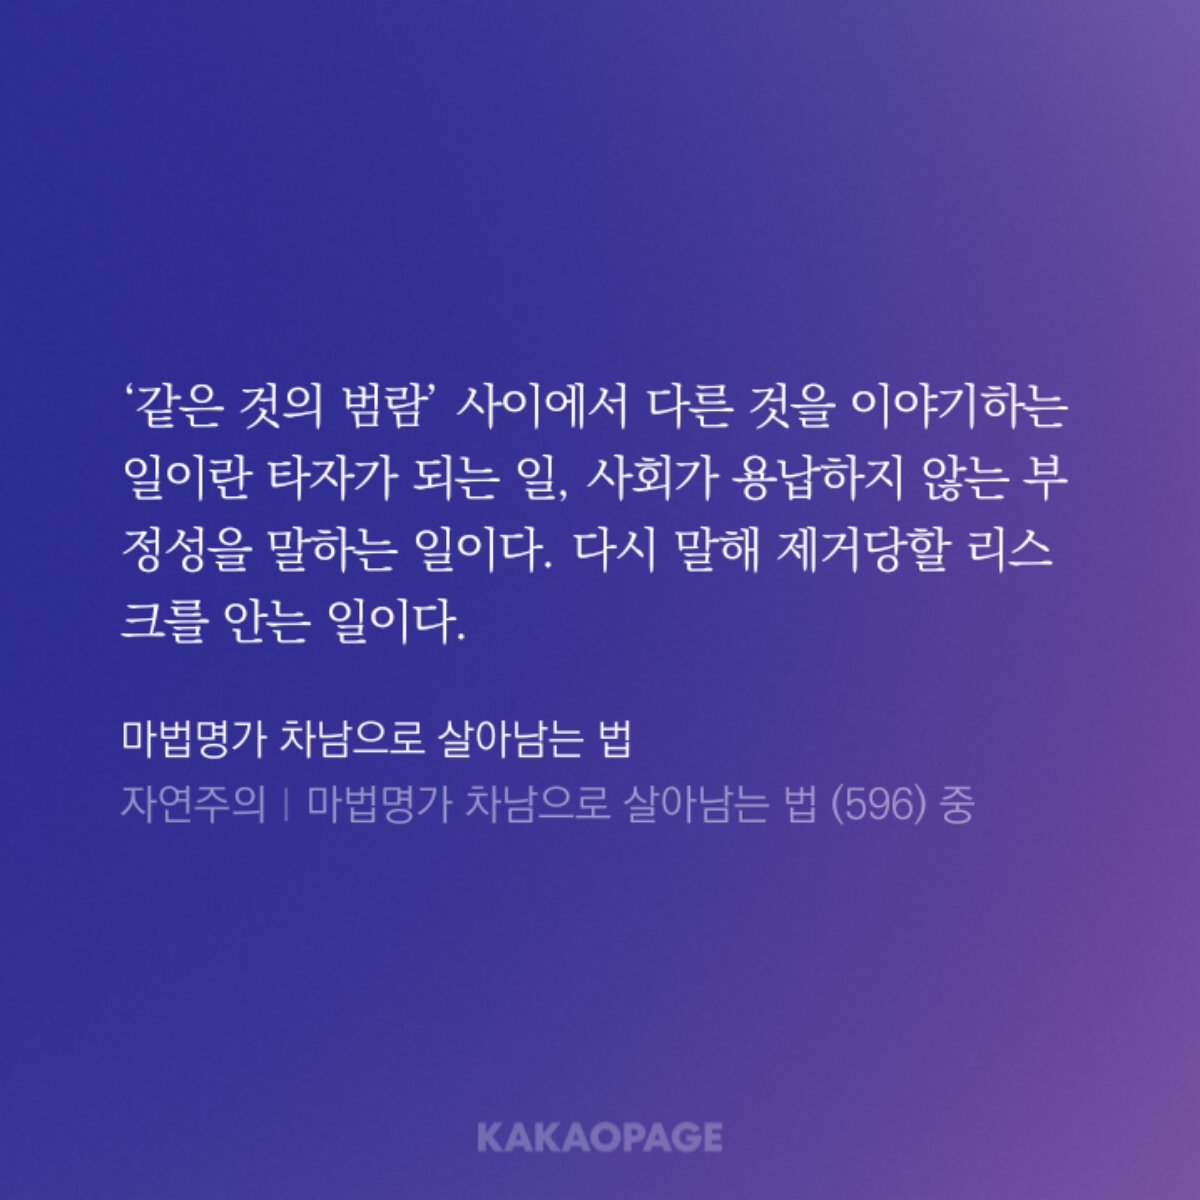 ‘같은 것의 범람’ 사이에서 다른 것을 이야기하는
일이란 타자가 되는 일, 사회가 용납하지 않는 부
정성을 말하는 일이다. 다시 말해 제거당할 리스
크를 안는 일이다.
마법명가 차남으로 살아남는 법
자연주의 | 마법명가 차남으로 살아남는 법 (596) 중
KAKAOPAGE